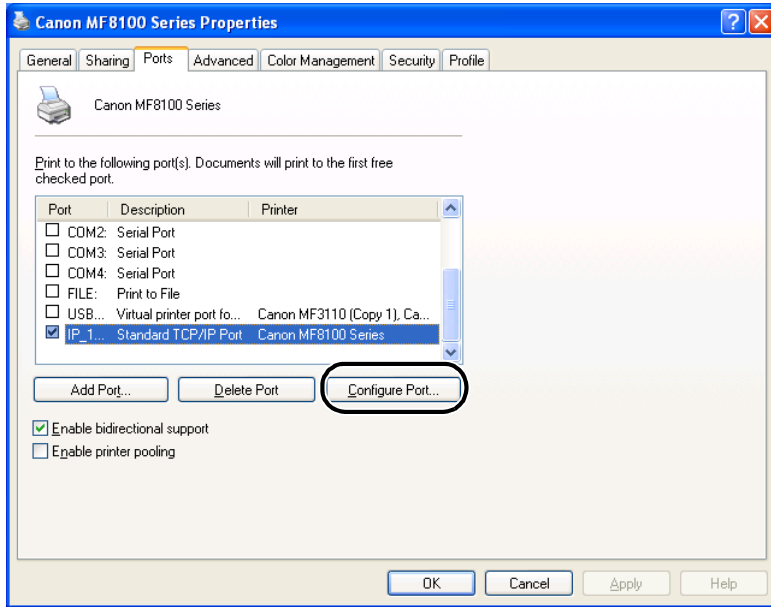 Canon MF8100 Series Properties
General Sharing Ports Advanced Color Management Security Profile
Canon MF8100 Series
Print to the following port(s). Documents will print to the first free
checked port.
Port Description Printer
COM2: Serial Port
COM3: Serial Port
COM4: Serial Port
FILE: Print to File
USB... Virtual printer port fo... Canon MF3110 (Copy 1), Ca...
IP_1... Standard TCP/IP Port Canon MF8100 Series
Add Port... Delete Port Configure Port...
Enable bidirectional support
Enable printer pooling
OK Cancel Apply Help